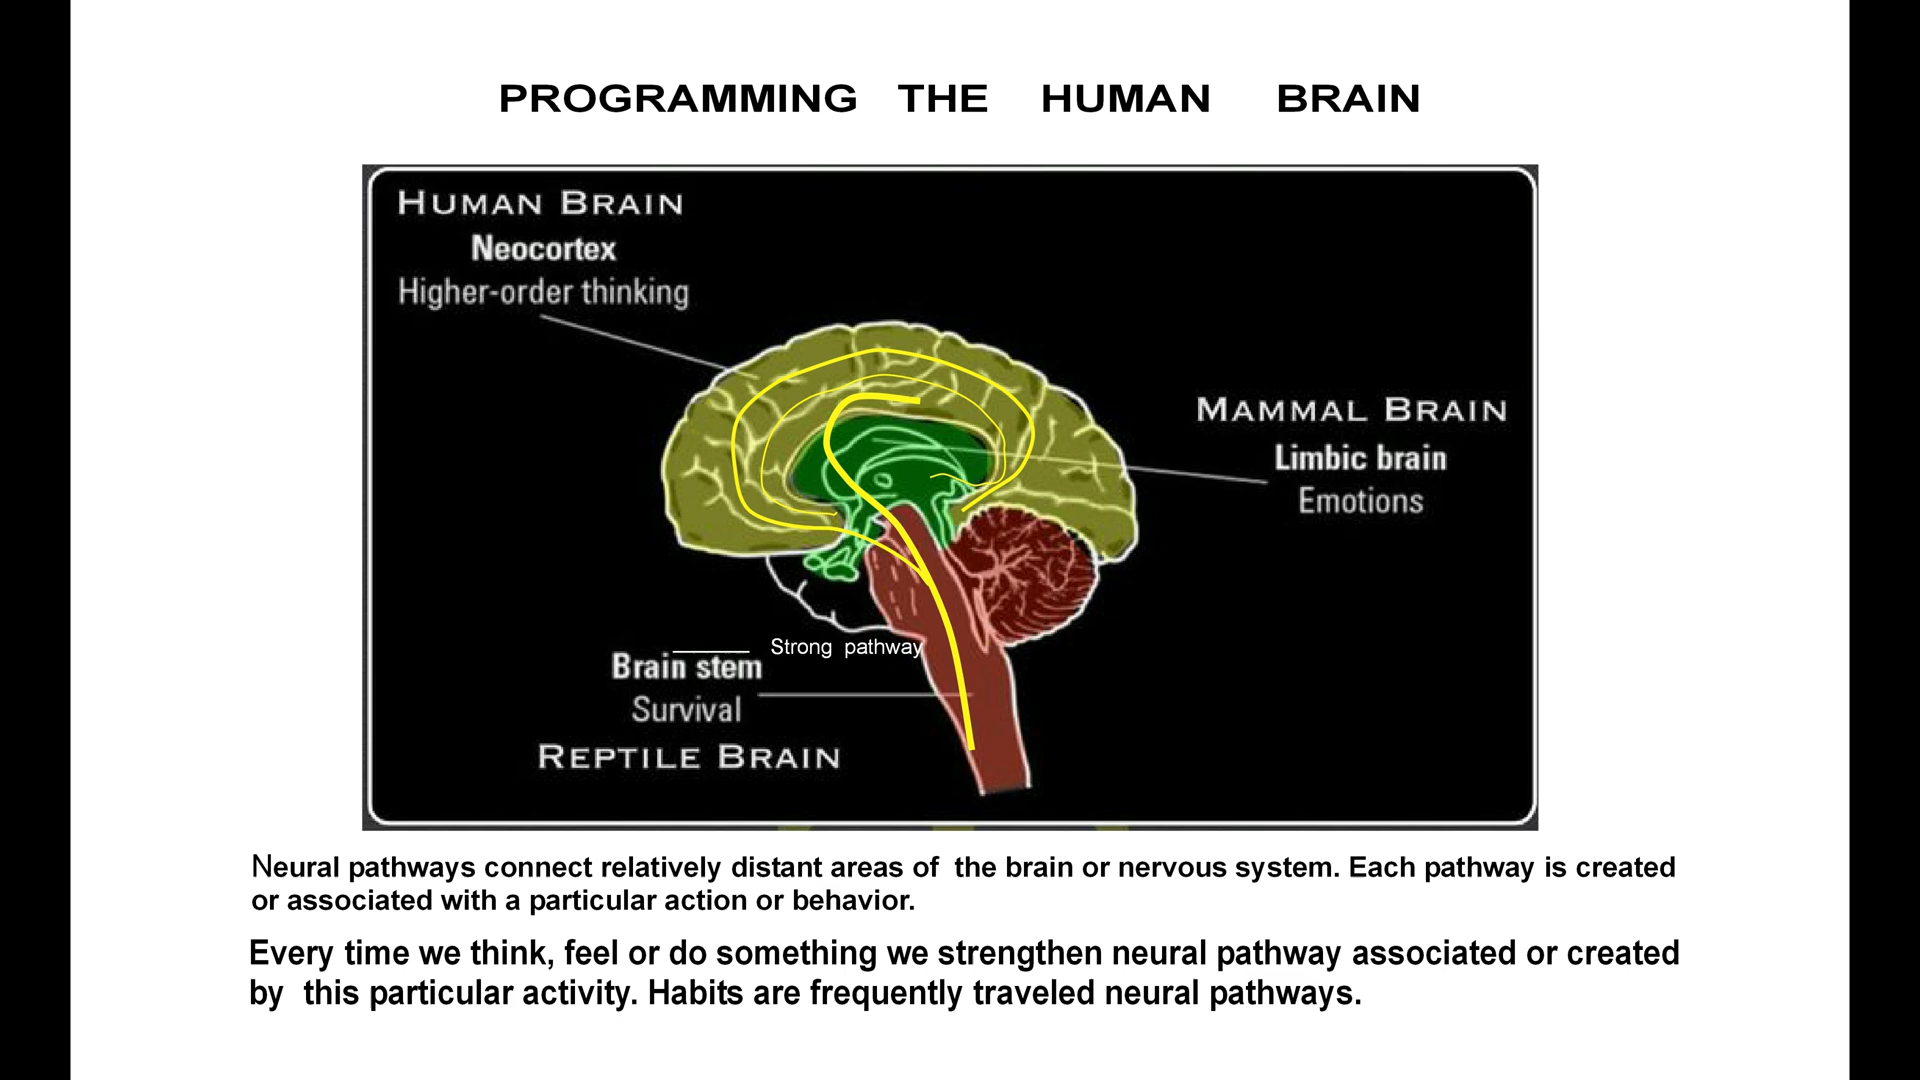 PROGRAMMING THE HUMAN BRAIN
HUMAN BRAIN
Neocortex
Higher-order thinking
MAMMAL BRAIN
Limbic brain
Emotions
Strong pathway
Brain stem
Survival
REPTILE BRAIN
Neural pathways connect relatively distant areas of the brain or nervous system. Each pathway is created
or associated with a particular action or behavior.
Every time we think, feel or do something we strengthen neural pathway associated or created
by this particular activity. Habits are frequently traveled neural pathways.